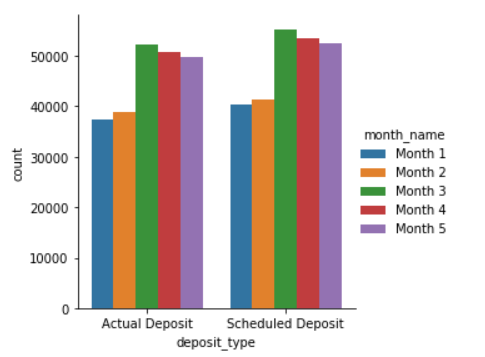 50000
40000
30000
20000
10000
0
count
Actual Deposit
Scheduled Deposit
deposit_type
month_name
Month 1
Month 2
Month 3
Month 4
Month 5